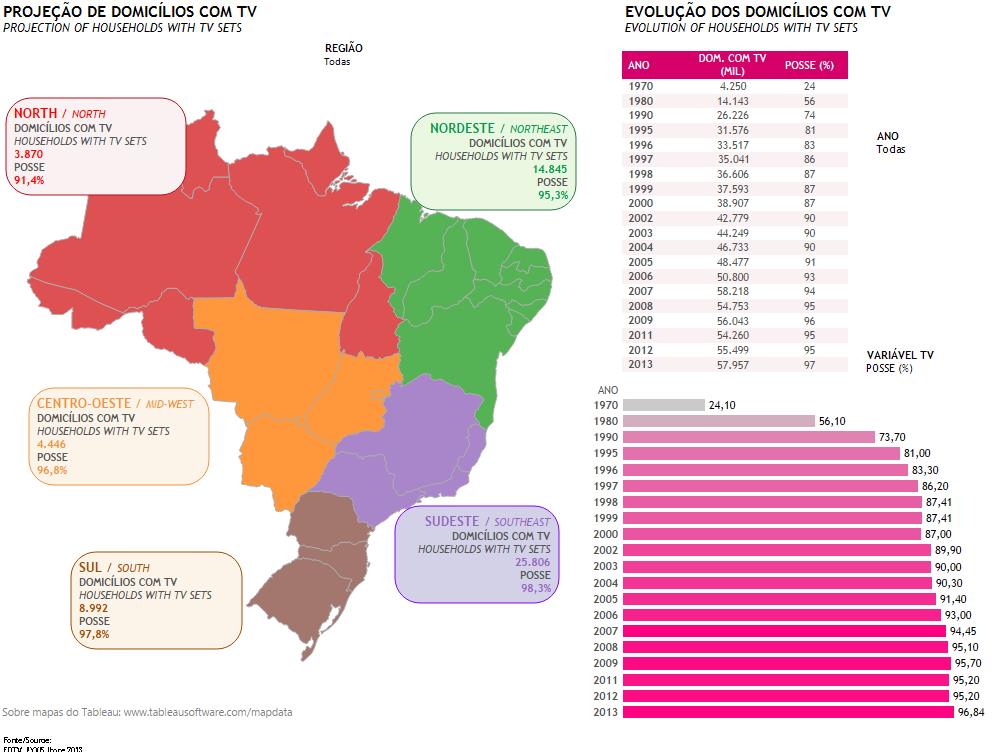 PROJEÇÃO DE DOMICÍLIOS COM TV
PROJECTION OF HOUSEHOLDS WITH TV SETS
REGIÃO
Todas
NORTH / NORTH
DOMICÍLIOS COM TV
HOUSEHOLDS WITH TV SETS
3.870
POSSE
91,4%
NORDESTE / NORTHEAST
DOMICÍLIOS COM TV
HOUSEHOLDS WITH TV SETS
14.845
POSSE
95,3%
CENTRO-OESTE / MID-WEST
DOMICÍLIOS COM TV
HOUSEHOLDS WITH TV SETS
4.446
POSSE
96,8%
SUDESTE / SOUTHEAST
DOMICÍLIOS COM TV
HOUSEHOLDS WITH TV SETS
25.806
POSSE
98,3%
SUL / SOUTH
DOMICÍLIOS COM TV
HOUSEHOLDS WITH TV SETS
8.992
POSSE
97,8%
Sobre mapas do Tableau: www.tableausoftware.com/mapdata
Fonte/Source:
EVOLUÇÃO DOS DOMICÍLIOS COM TV
EVOLUTION OF HOUSEHOLDS WITH TV SETS
ANO DOM. COM TV (MIL) POSSE (%)
1970 4.250 24
1980 14.143 56
1990 26.226 74
1995 31.576 81
1996 33.517 83
1997 35.041 86
1998 36.606 87
1999 37.593 87
2000 38.907 87
2002 42.779 90
2003 44.249 90
2004 46.733 90
2005 48.477 91
2006 50.800 93
2007 58.218 94
2008 54.753 95
2009 56.043 96
2011 54.260 95
2012 55.499 95
2013 57.957 97
ANO
Todas
VARIÁVEL TV
POSSE (%)
ANO
1970 24,10
1980 56,10
1990 73,70
1995 81,00
1996 83,30
1997 86,20
1998 87,41
1999 87,41
2000 87,00
2002 89,90
2003 90,00
2004 90,30
2005 91,40
2006 93,00
2007 94,45
2008 95,10
2009 95,70
2011 95,20
2012 95,20
2013 96,84